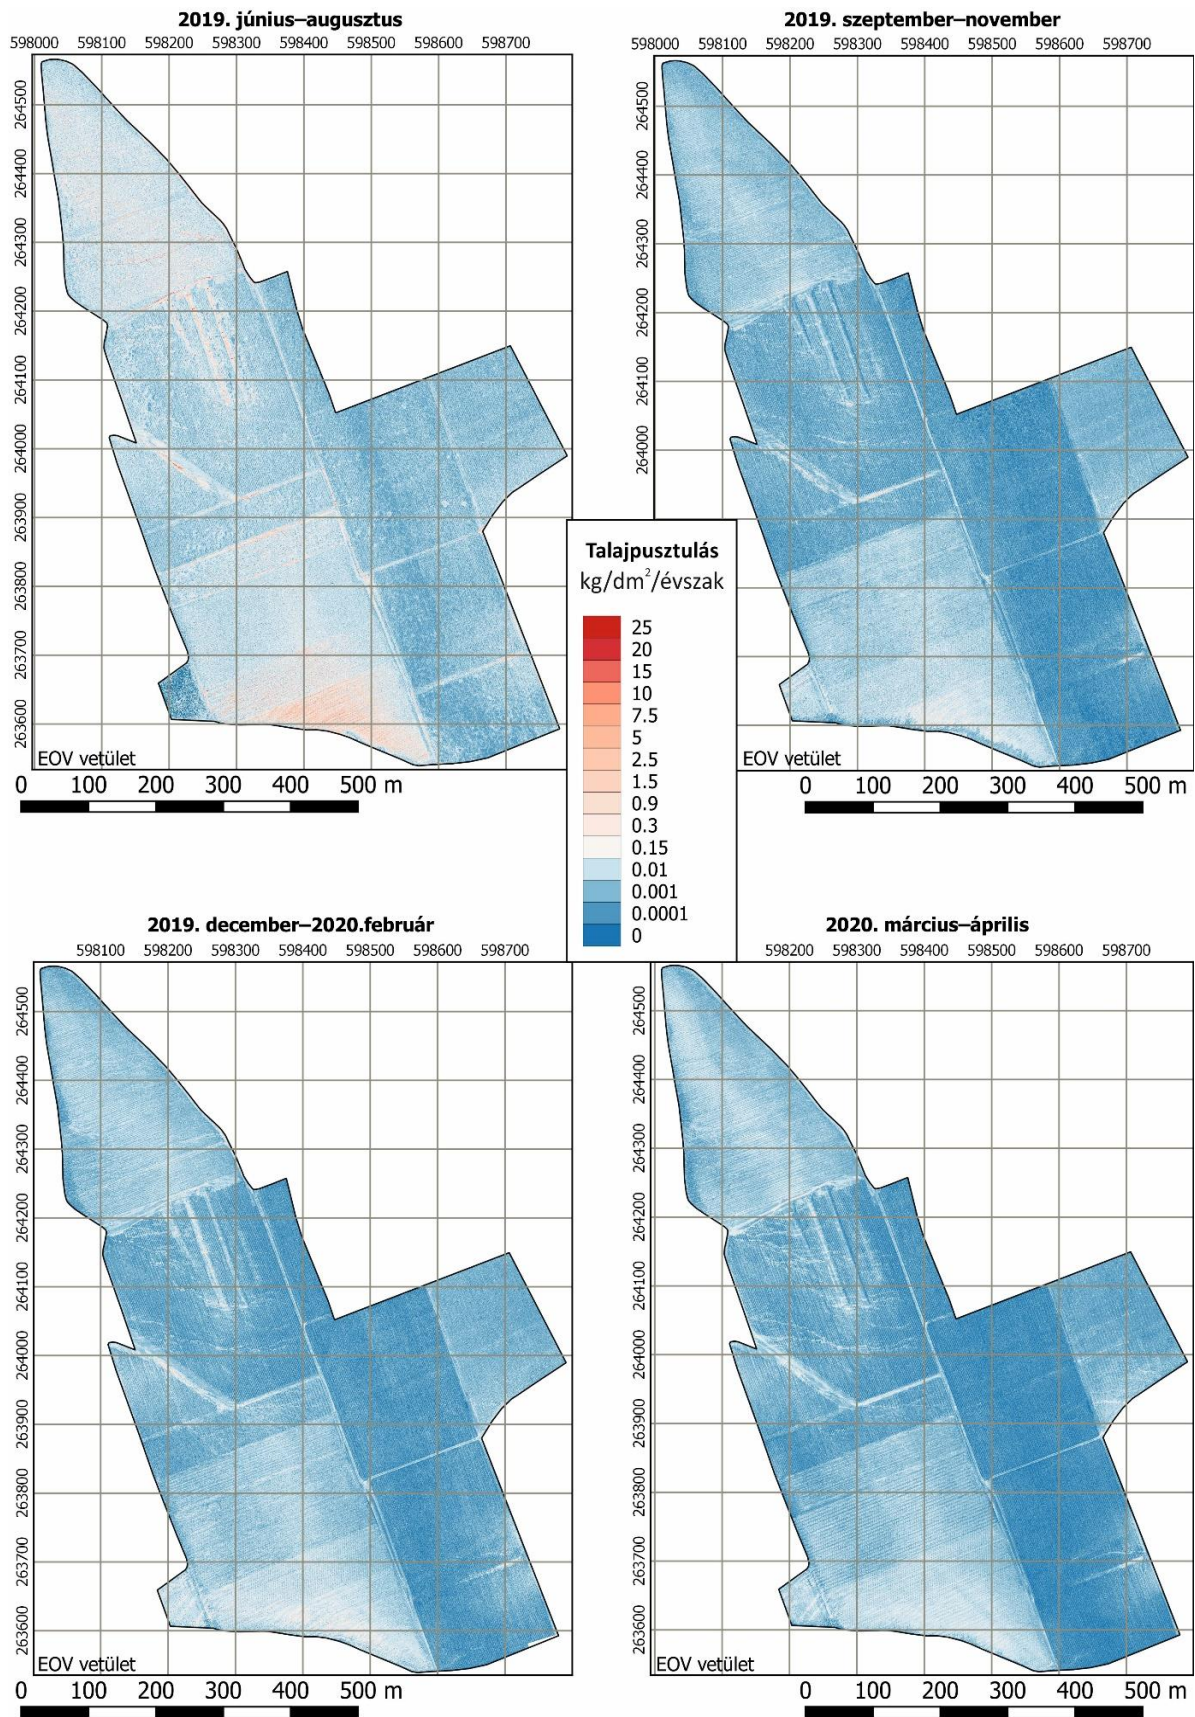 2019. június–augusztus
598000 598100 598200 598300 598400 598500 598600 598700
264500
264400
264300
264200
264100
264000
263900
263800
263700
263600
EOV vetület
0 100 200 300 400 500 m
2019. szeptember–november
598000 598100 598200 598300 598400 598500 598600 598700
264500
264400
264300
264200
264100
264000
EOV vetület
0 100 200 300 400 500 m
Talajpusztulás
kg/dm²/évszak
25
20
15
10
7.5
5
2.5
1.5
0.9
0.3
0.15
0.01
0.001
0.0001
0
2019. december–2020.február
598100 598200 598300 598400 598500 598600 598700
264500
264400
264300
264200
264100
264000
263900
263800
263700
263600
EOV vetület
0 100 200 300 400 500 m
2020. március–április
598200 598300 598400 598500 598600 598700
264500
264400
264300
264200
264100
264000
263900
263800
263700
263600
EOV vetület
0 100 200 300 400 500 m